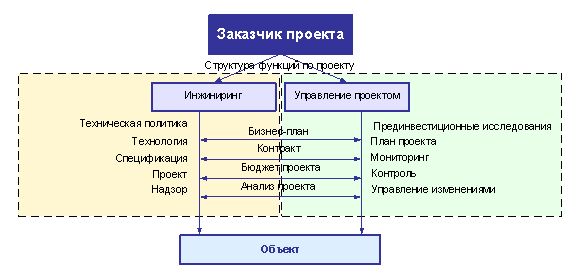 Заказчик проекта
Структура функций по проекту
Инжиниринг
Управление проектом
Техническая политика
Бизнес-план
Прединвестиционные исследования
Технология
Контракт
План проекта
Спецификация
Бюджет проекта
Мониторинг
Проект
Анализ проекта
Контроль
Надзор
Управление изменениями
Объект